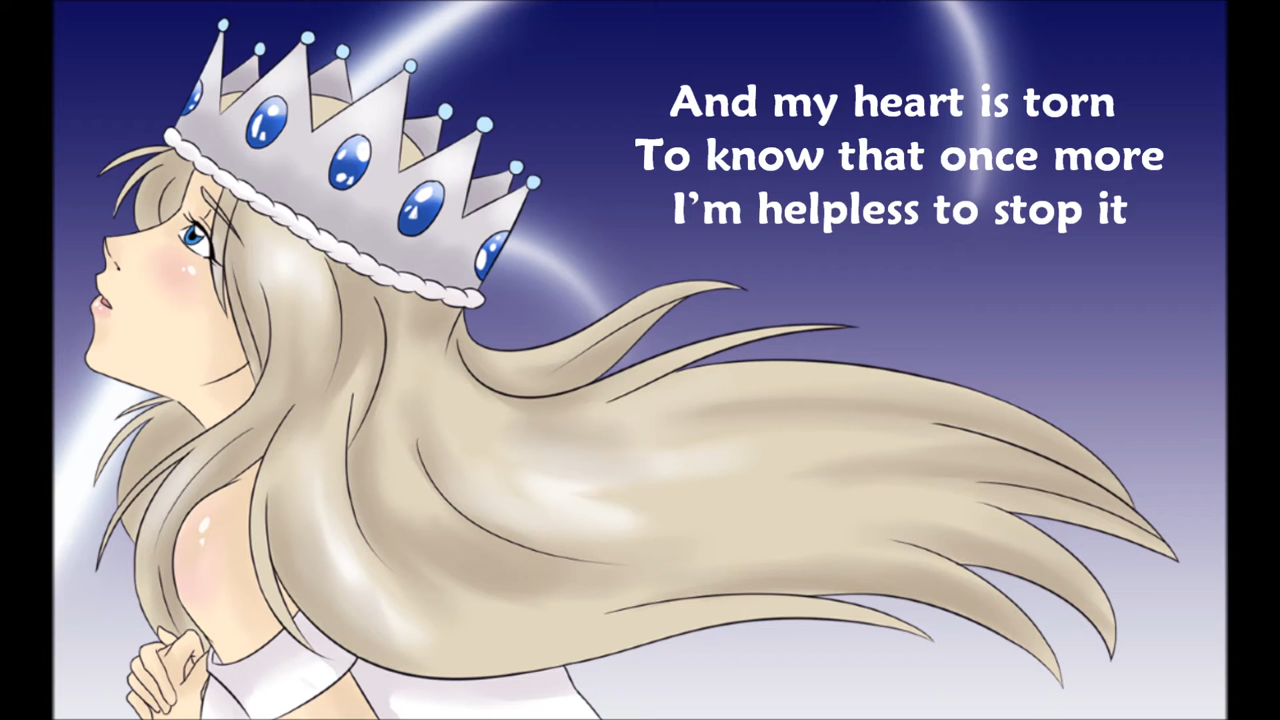 And my heart is torn
To know that once more
I'm helpless to stop it